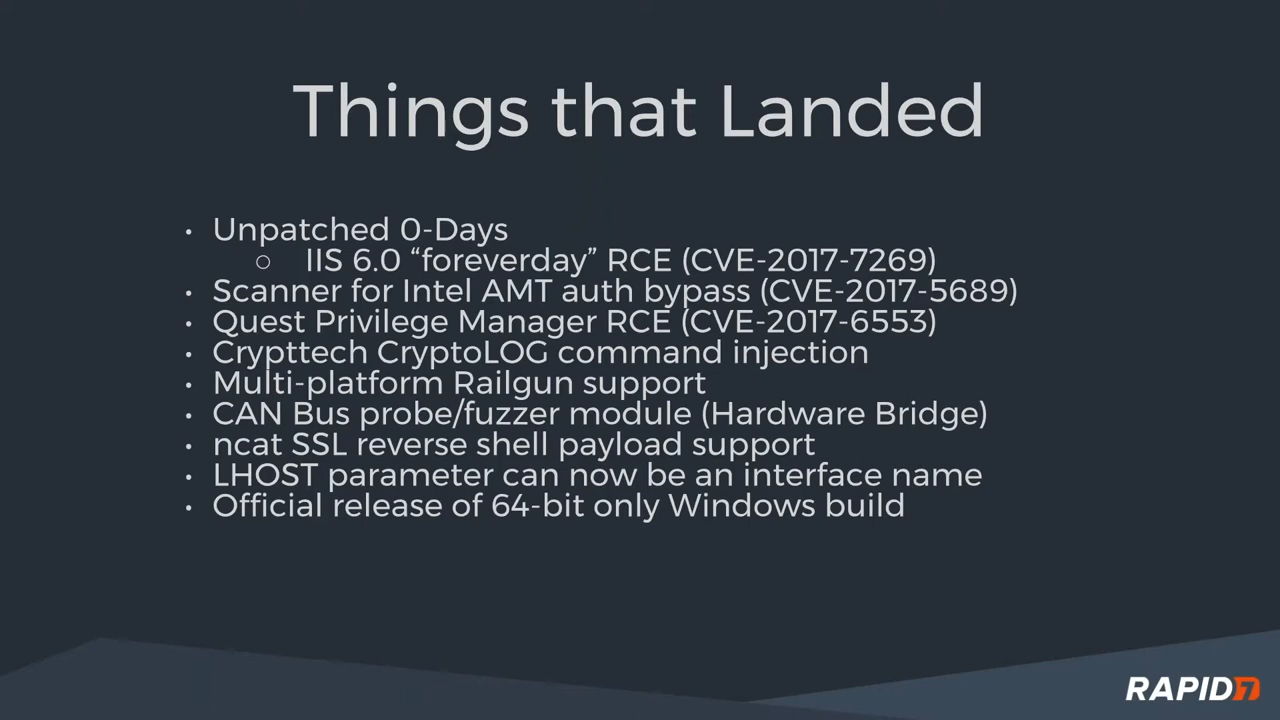 Things that Landed
• Unpatched 0-Days
○ IIS 6.0 “foreverday” RCE (CVE-2017-7269)
• Scanner for Intel AMT auth bypass (CVE-2017-5689)
• Quest Privilege Manager RCE (CVE-2017-6553)
• Crypttech CryptoLOG command injection
• Multi-platform Railgun support
• CAN Bus probe/fuzzer module (Hardware Bridge)
• ncat SSL reverse shell payload support
• LHOST parameter can now be an interface name
• Official release of 64-bit only Windows build
RAPID7